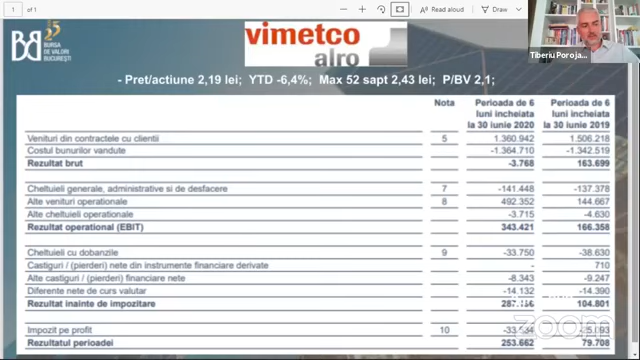 1 of 1
Read aloud
Draw
BURSA
DE VALORI
BUCUREȘTI
vimetco
alro
Tiberiu Poroja...
- Pret/actiune 2,19 lei; YTD -6,4%; Max 52 sapt 2,43 lei; P/BV 2,1;
Nota Perioada de 6 luni incheiata la 30 iunie 2020 Perioada de 6 luni incheiata la 30 iunie 2019
Venituri din contractele cu clientii 5 1.360.942 1.506.218
Costul bunurilor vandute -1.364.710 -1.342.519
Rezultat brut -3.768 163.699
Cheltuieli generale, administrative si de desfacere 7 -141.448 -137.378
Alte venituri operationale 8 492.352 144.667
Alte cheltuieli operationale -3.715 -4.630
Rezultat operational (EBIT) 343.421 166.358
Cheltuieli cu dobanzile 9 -33.750 -38.630
Castiguri / (pierderi) nete din instrumente financiare derivate - 710
Alte castiguri / (pierderi) financiare nete -8.343 -9.247
Diferente nete de curs valutar -14.132 -14.390
Rezultat inainte de impozitare 104.801
Impozit pe profit 10
Rezultatul perioadei 253.662 79.708
zoom